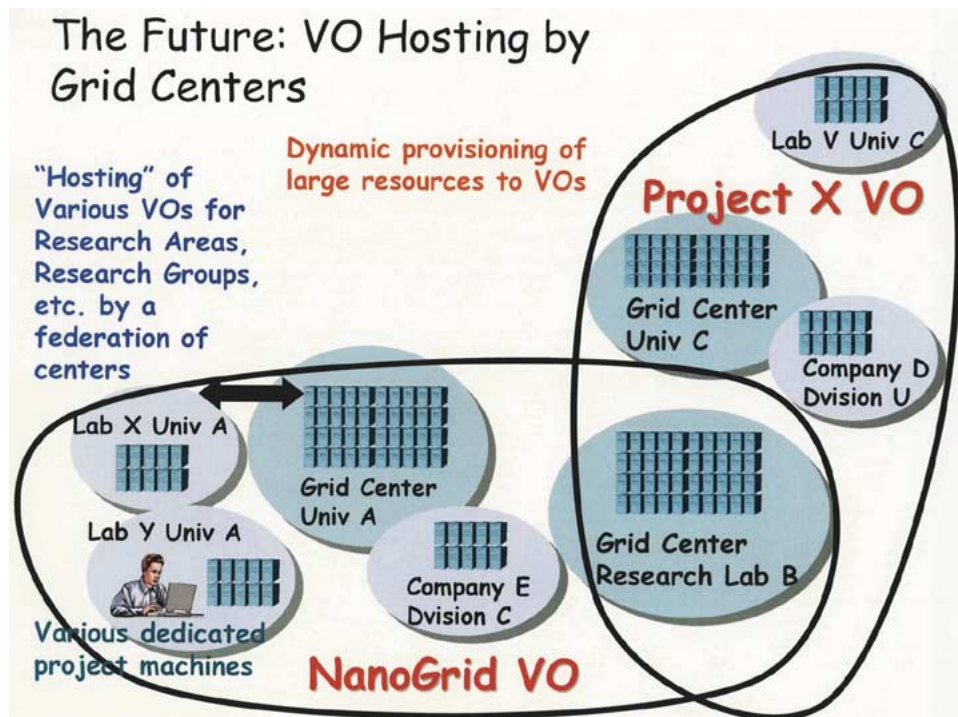 The Future: VO Hosting by
Grid Centers
"Hosting" of
Various VOs for
Research Areas,
Research Groups,
etc. by a
federation of
centers
Dynamic provisioning of
large resources to VOs
Lab V Univ C
Project X VO
Grid Center
Univ C
Company D
Dvision U
Lab X Univ A
Grid Center
Univ A
Lab Y Univ A
Company E
Dvision C
Grid Center
Research Lab B
Various dedicated
project machines
NanoGrid VO